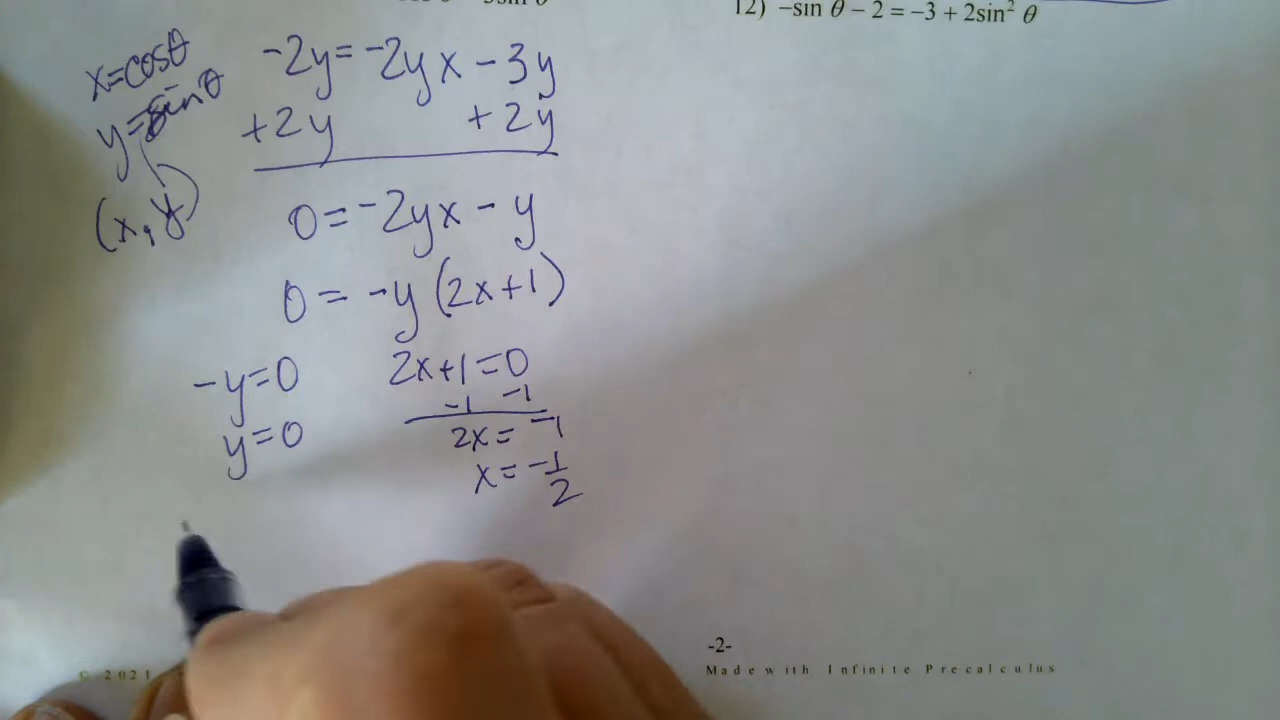 12) −sin θ − 2 = −3 + 2sin² θ
x=cosθ
y=sinθ
(x,y)
-2y=-2yx-3y
+2y +2y
0=-2yx-y
0=-y(2x+1)
-y=0
y=0
2x+1=0
-1 -1
2x=-1
x=-1/2
-2-
© 2021
Made with Infinite Precalculus